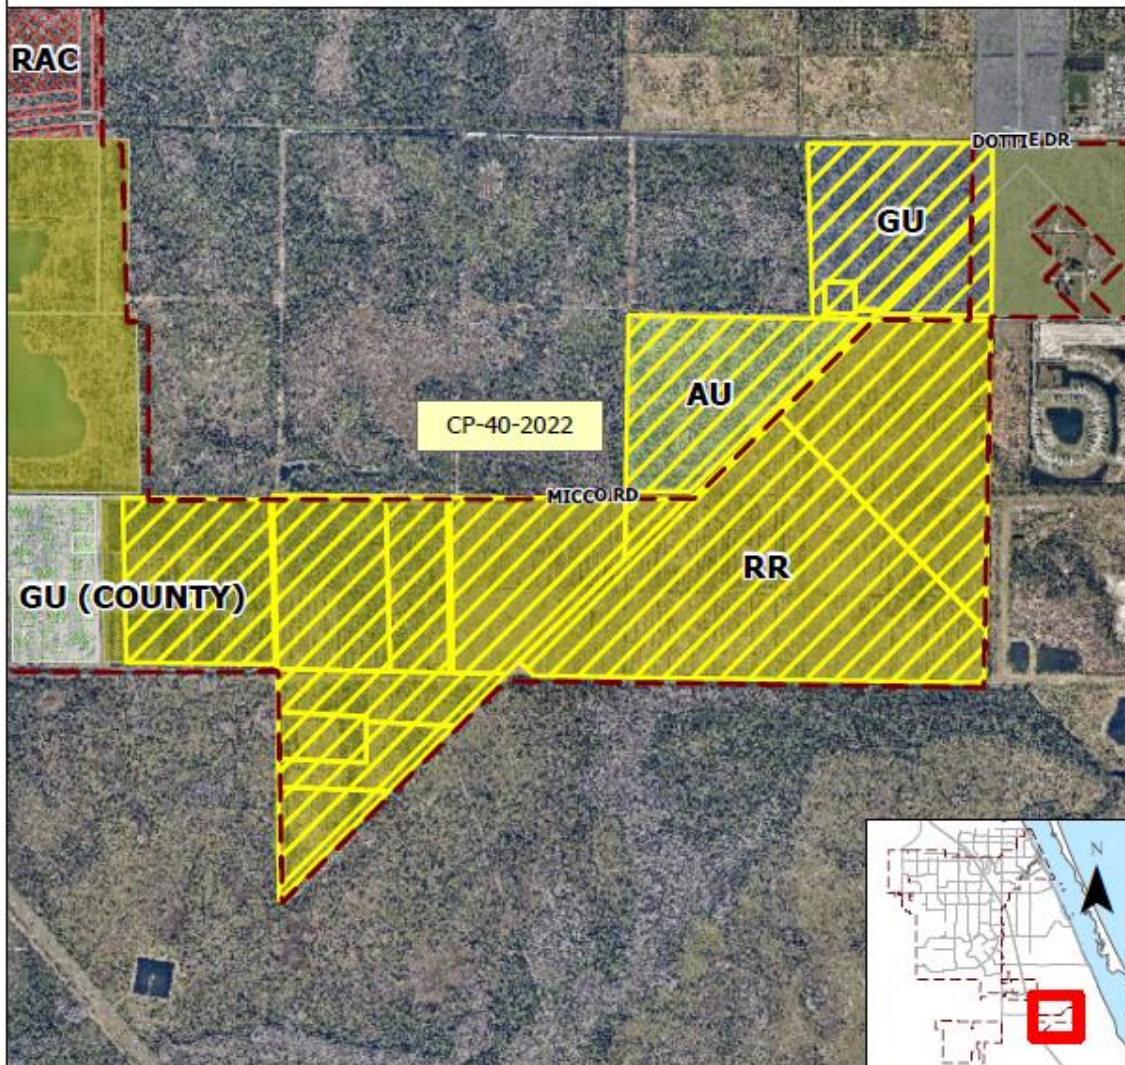 RAC
DOTTIE DR
GU
AU
CP-40-2022
MICCO RD
RR
GU (COUNTY)
N